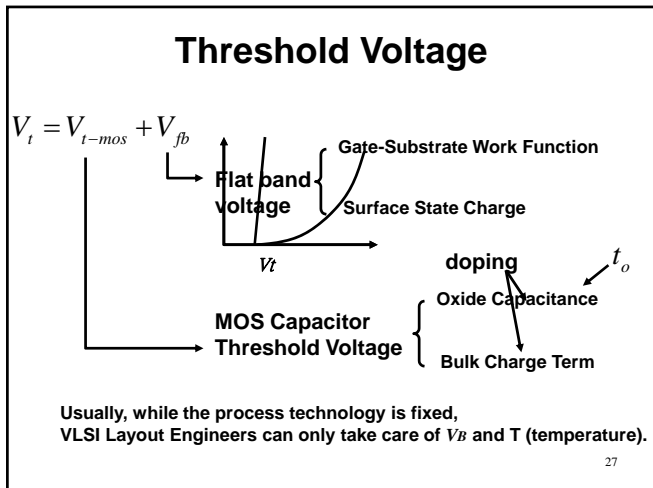 Threshold Voltage
V_t = V_{t-mos} + V_{fb}
Gate-Substrate Work Function
Flat band
voltage
Surface State Charge
Vt
doping
t_o
Oxide Capacitance
MOS Capacitor
Threshold Voltage
Bulk Charge Term
Usually, while the process technology is fixed,
VLSI Layout Engineers can only take care of VB and T (temperature).
27